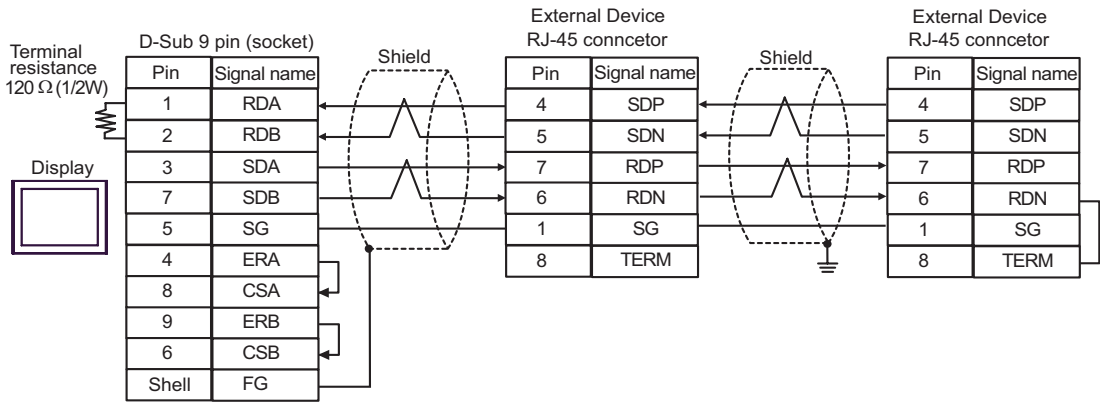 External Device
RJ-45 conncetor
External Device
RJ-45 conncetor
D-Sub 9 pin (socket)
Terminal
resistance
120 Ω (1/2W)
Shield
Shield
Display
Pin Signal name
1 RDA
2 RDB
3 SDA
7 SDB
5 SG
4 ERA
8 CSA
9 ERB
6 CSB
Shell FG
Pin Signal name
4 SDP
5 SDN
7 RDP
6 RDN
1 SG
8 TERM
Pin Signal name
4 SDP
5 SDN
7 RDP
6 RDN
1 SG
8 TERM